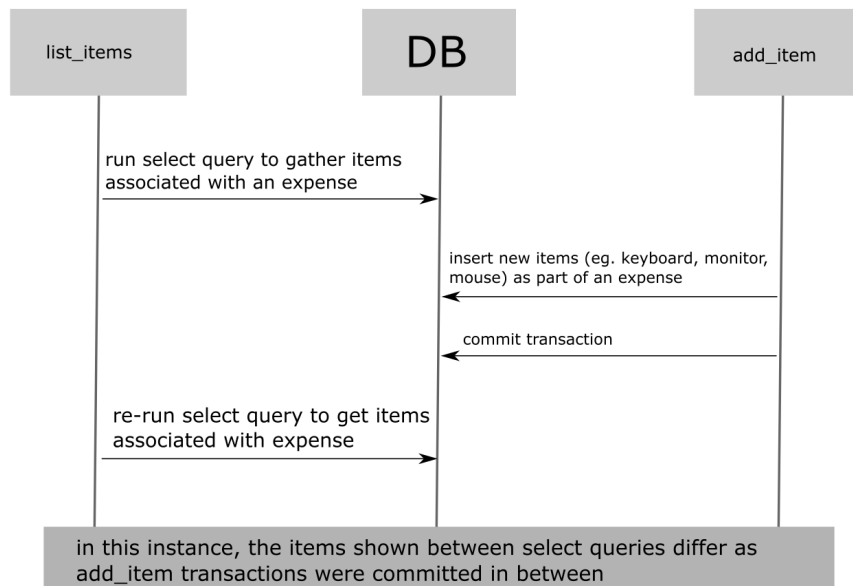 list_items
DB
add_item
run select query to gather items
associated with an expense
insert new items (eg. keyboard, monitor,
mouse) as part of an expense
commit transaction
re-run select query to get items
associated with expense
in this instance, the items shown between select queries differ as
add_item transactions were committed in between